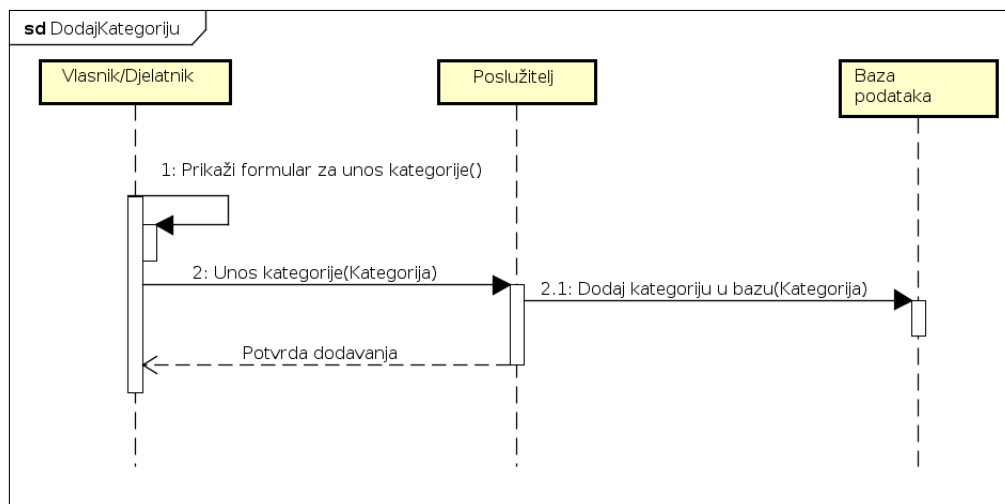 sd DodajKategoriju
Vlasnik/Djelatnik
Poslužitelj
Baza
podataka
1: Prikaži formular za unos kategorije()
2: Unos kategorije(Kategorija)
2.1: Dodaj kategoriju u bazu(Kategorija)
Potvrda dodavanja